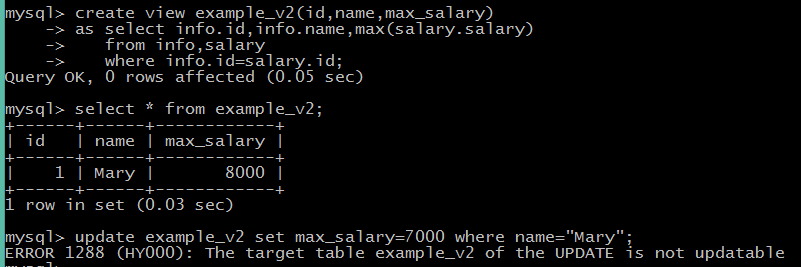 mysql> create view example_v2(id,name,max_salary)
    -> as select info.id,info.name,max(salary.salary)
    ->    from info,salary
    ->    where info.id=salary.id;
Query OK, 0 rows affected (0.05 sec)
mysql> select * from example_v2;
+------+------+------------+
| id   | name | max_salary |
+------+------+------------+
|    1 | Mary |       8000 |
+------+------+------------+
1 row in set (0.03 sec)
mysql> update example_v2 set max_salary=7000 where name="Mary";
ERROR 1288 (HY000): The target table example_v2 of the UPDATE is not updatable